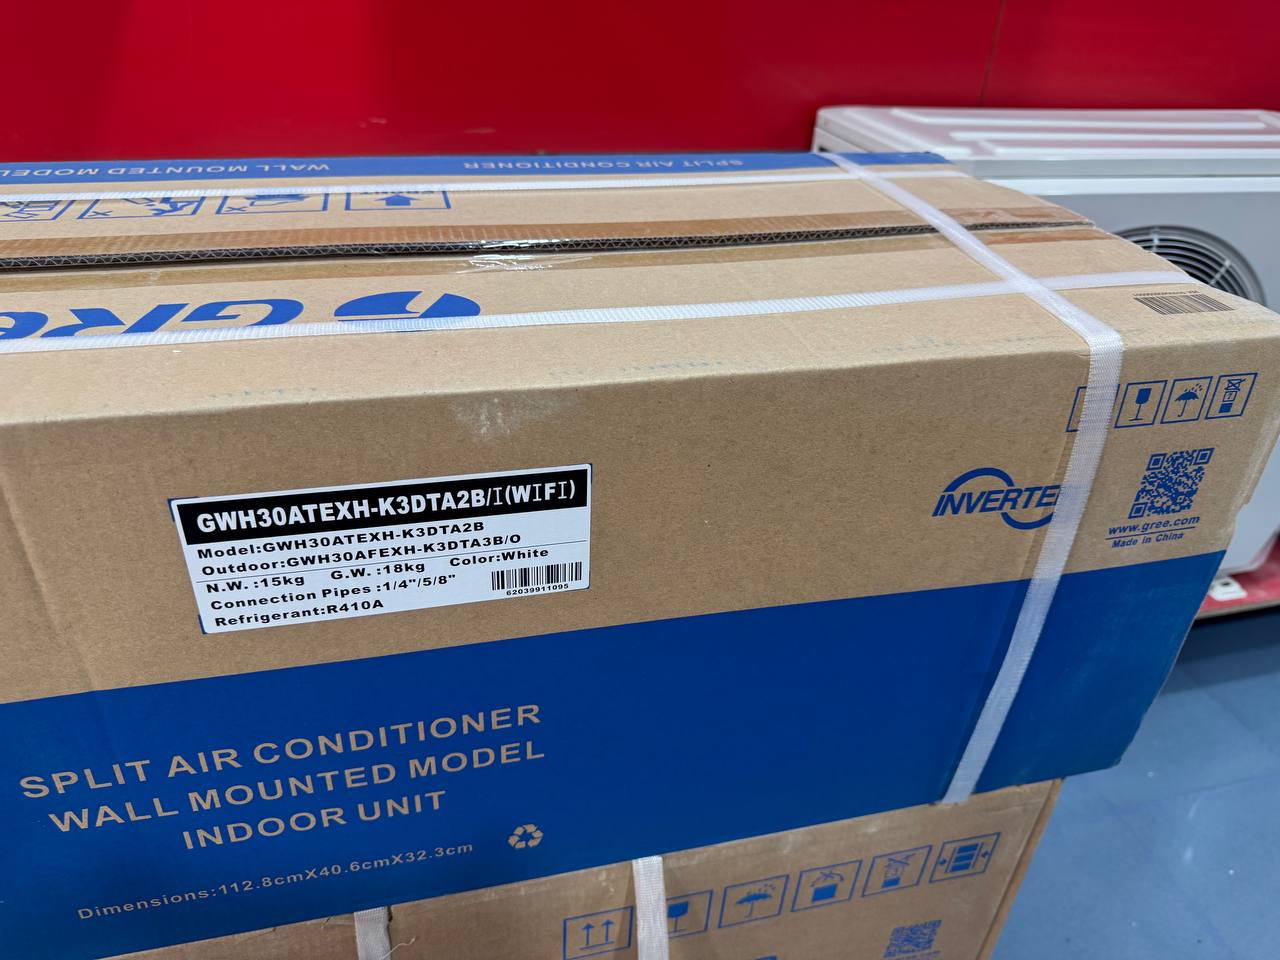 SPLIT AIR CONDITIONER
WALL MOUNTED MODEL
GWH30ATEXH-K3DTA2B/I(WIFI)
Model:GWH30ATEXH-K3DTA2B
Outdoor:GWH30AFEXH-K3DTA3B/O
N.W. :15kg G.W. :18kg Color:White
Connection Pipes :1/4"/5/8"
Refrigerant:R410A
62039911095
www.gree.com
Made in China
SPLIT AIR CONDITIONER
WALL MOUNTED MODEL
INDOOR UNIT
Dimensions:112.8cmX40.6cmX32.3cm